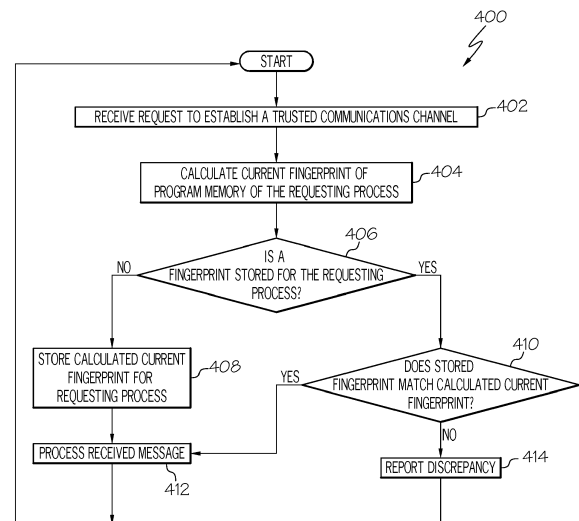 400
START
RECEIVE REQUEST TO ESTABLISH A TRUSTED COMMUNICATIONS CHANNEL
402
CALCULATE CURRENT FINGERPRINT OF
PROGRAM MEMORY OF THE REQUESTING PROCESS
404
406
IS A
FINGERPRINT STORED FOR THE REQUESTING
PROCESS?
NO
YES
STORE CALCULATED CURRENT
FINGERPRINT FOR
REQUESTING PROCESS
408
410
DOES STORED
FINGERPRINT MATCH CALCULATED CURRENT
FINGERPRINT?
YES
NO
PROCESS RECEIVED MESSAGE
412
REPORT DISCREPANCY
414